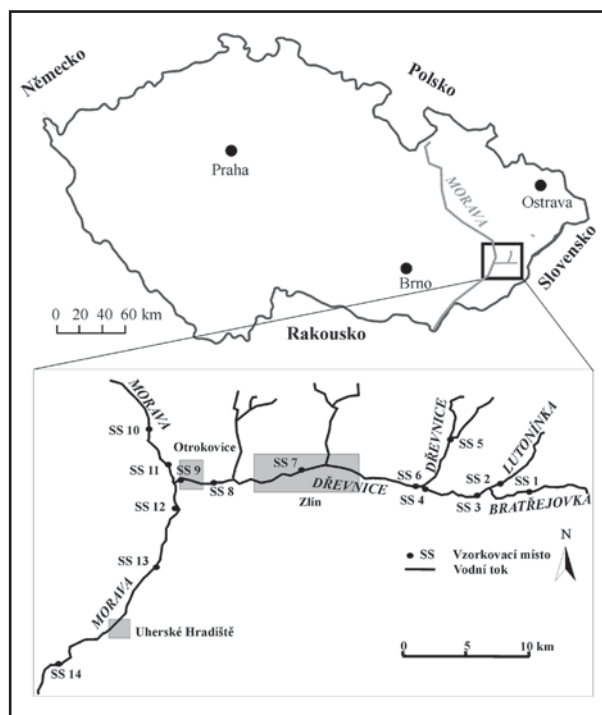 Německo
Polsko
Praha
MORAVA
Ostrava
Slovensko
Brno
0 20 40 60 km
Rakousko
MORAVA
SS 10
Otrokovice
SS 11
SS 9
SS 8
SS 7
DŘEVNICE
Zlín
DŘEVNICE
SS 5
LUTONÍNKA
SS 6
SS 4
SS 2
SS 1
SS 3
BRATŘEJOVKA
SS 12
N
SS Vzorkovací místo
Vodní tok
SS 13
MORAVA
Uherské Hradiště
SS 14
0 5 10 km